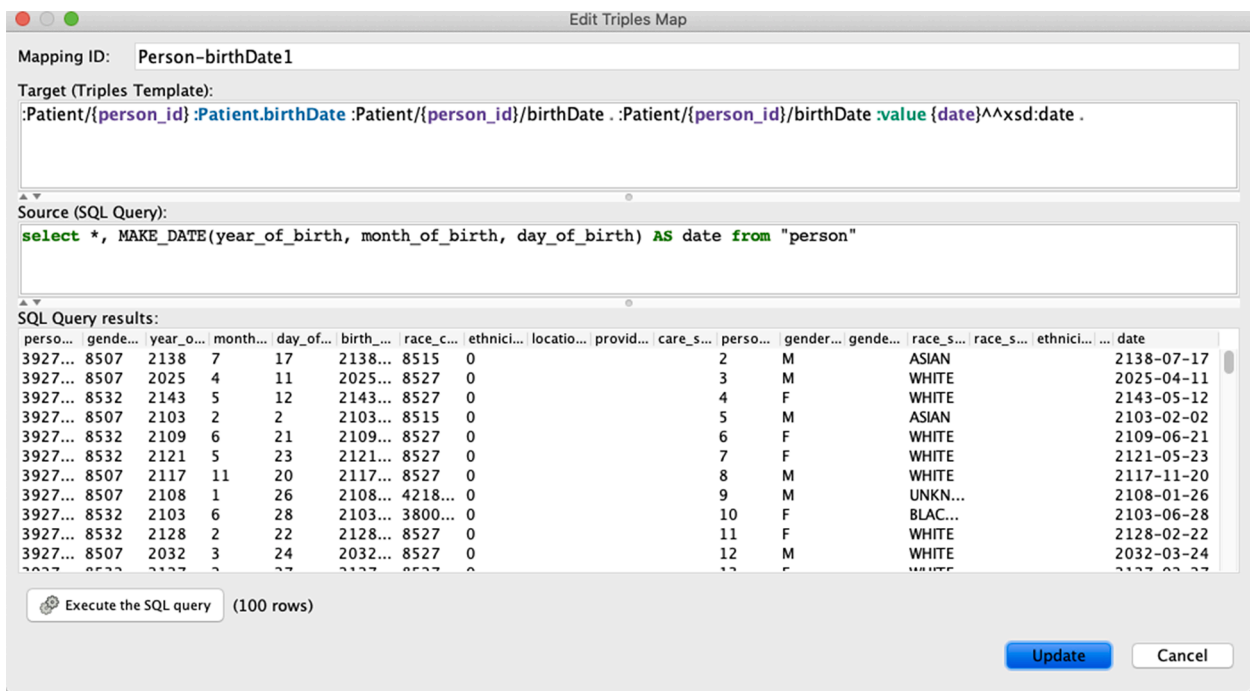 Edit Triples Map
Mapping ID: Person-birthDate1
Target (Triples Template):
:Patient/{person_id} :Patient.birthDate :Patient/{person_id}/birthDate . :Patient/{person_id}/birthDate :value {date}^^xsd:date .
Source (SQL Query):
select *, MAKE_DATE(year_of_birth, month_of_birth, day_of_birth) AS date from "person"
SQL Query results:
perso... gende... year_o... month... day_of... birth_... race_c... ethnici... locatio... provid... care_s... perso... gender... gende... race_s... race_s... ethnici... ... date
3927... 8507 2138 7 17 2138... 8515 0 2 M ASIAN 2138-07-17
3927... 8507 2025 4 11 2025... 8527 0 3 M WHITE 2025-04-11
3927... 8532 2143 5 12 2143... 8527 0 4 F WHITE 2143-05-12
3927... 8507 2103 2 2 2103... 8515 0 5 M ASIAN 2103-02-02
3927... 8532 2109 6 21 2109... 8527 0 6 F WHITE 2109-06-21
3927... 8532 2121 5 23 2121... 8527 0 7 F WHITE 2121-05-23
3927... 8507 2117 11 20 2117... 8527 0 8 M WHITE 2117-11-20
3927... 8507 2108 1 26 2108... 4218... 0 9 M UNKN... 2108-01-26
3927... 8532 2103 6 28 2103... 3800... 0 10 F BLAC... 2103-06-28
3927... 8532 2128 2 22 2128... 8527 0 11 F WHITE 2128-02-22
3927... 8507 2032 3 24 2032... 8527 0 12 M WHITE 2032-03-24
Execute the SQL query (100 rows)
Update Cancel